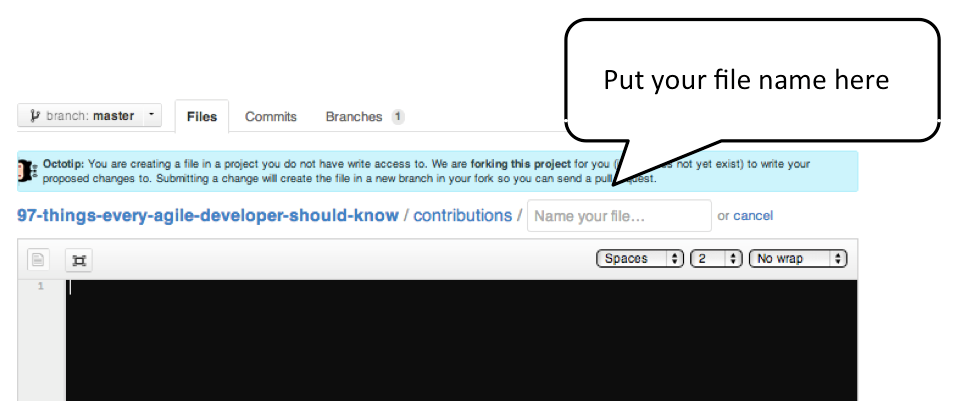 Put your file name here
branch: master
Files
Commits
Branches 1
Octotip: You are creating a file in a project you do not have write access to. We are forking this project for you ( not yet exist) to write your
proposed changes to. Submitting a change will create the file in a new branch in your fork so you can send a pull
97-things-every-agile-developer-should-know / contributions / Name your file... or cancel
Spaces 2 No wrap
1